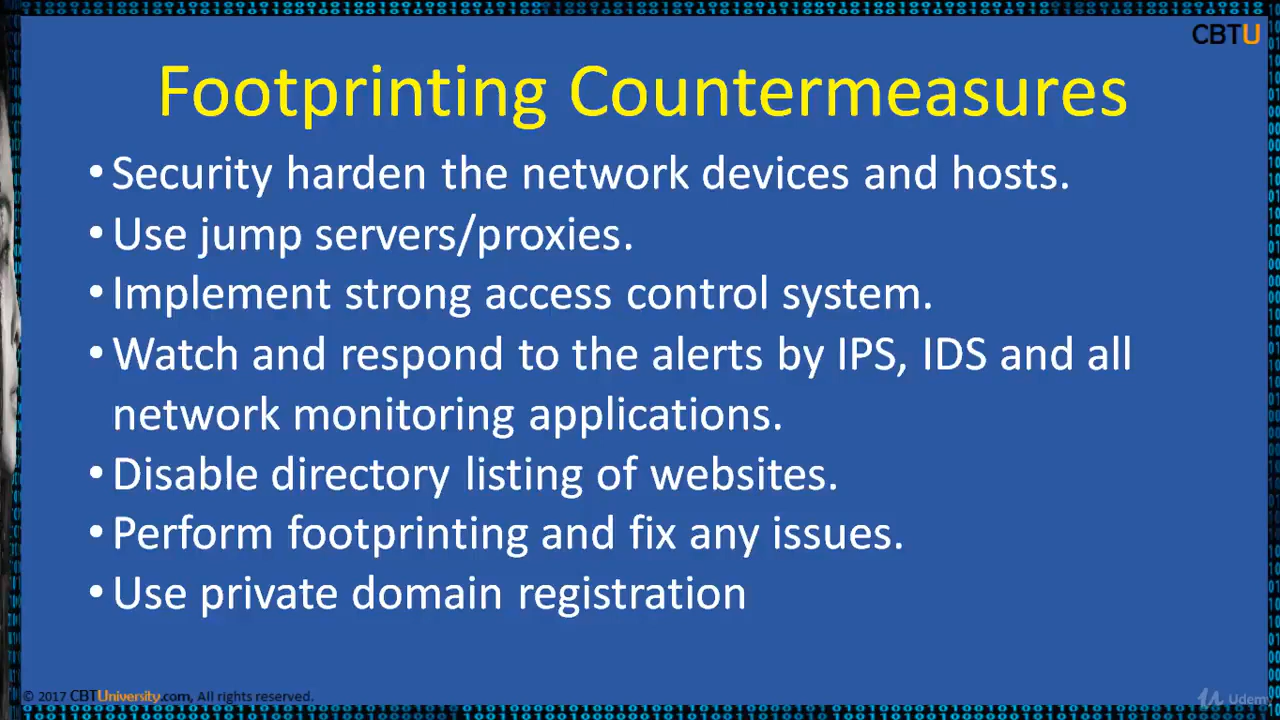 CBTU
Footprinting Countermeasures
• Security harden the network devices and hosts.
• Use jump servers/proxies.
• Implement strong access control system.
• Watch and respond to the alerts by IPS, IDS and all
network monitoring applications.
• Disable directory listing of websites.
• Perform footprinting and fix any issues.
• Use private domain registration
© 2017 CBTUniversity.com, All rights reserved.
Udemy